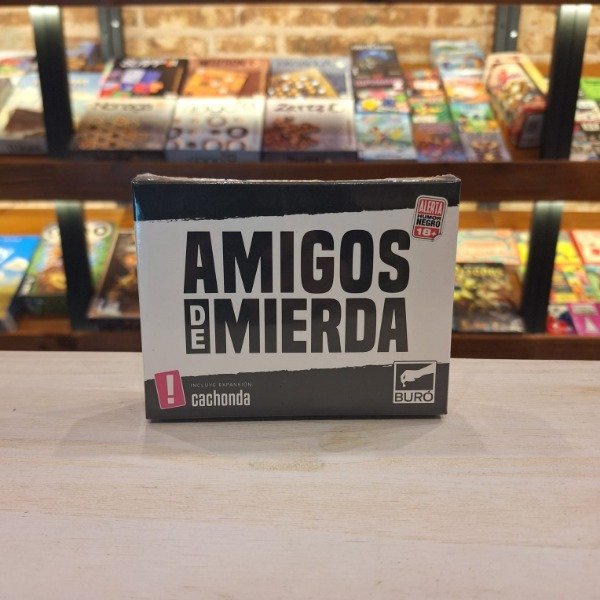 ALERTA
HUMOR
NEGRO
18+
AMIGOS
DE MIERDA
!
INCLUYE EXPANSIÓN
cachonda
BURÓ